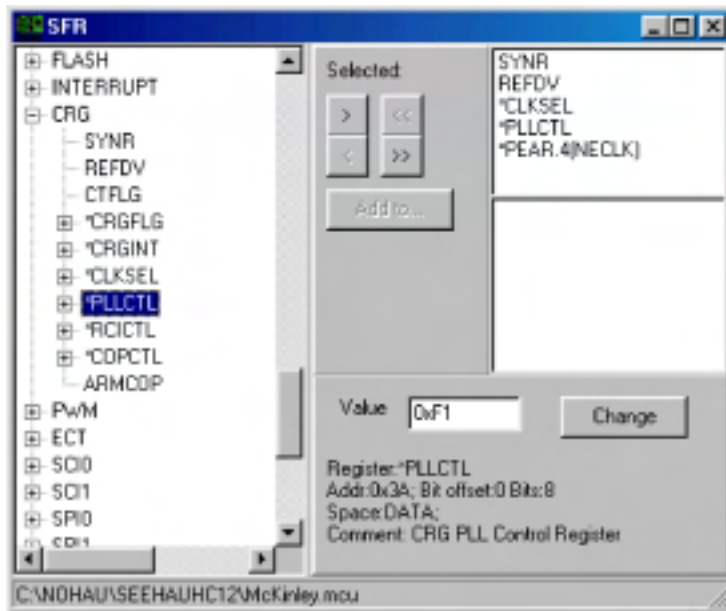 SFR
FLASH
INTERRUPT
CRG
SYNR
REFDV
CTFLG
*CRGFLG
*CRGINT
*CLKSEL
*PLLCTL
*RCICTL
*COPCTL
ARMCOP
PWM
ECT
SCI0
SCI1
SPI0
SPI1
Selected:
>
<<
<
>>
Add to...
SYNR
REFDV
*CLKSEL
*PLLCTL
*PEAR.4(NECLK)
Value 0xF1 Change
Register:*PLLCTL
Addr:0x3A; Bit offset:0 Bits:8
Space:DATA;
Comment: CRG PLL Control Register
C:\NOHAU\SEEHAUHC12\McKinley.mcu